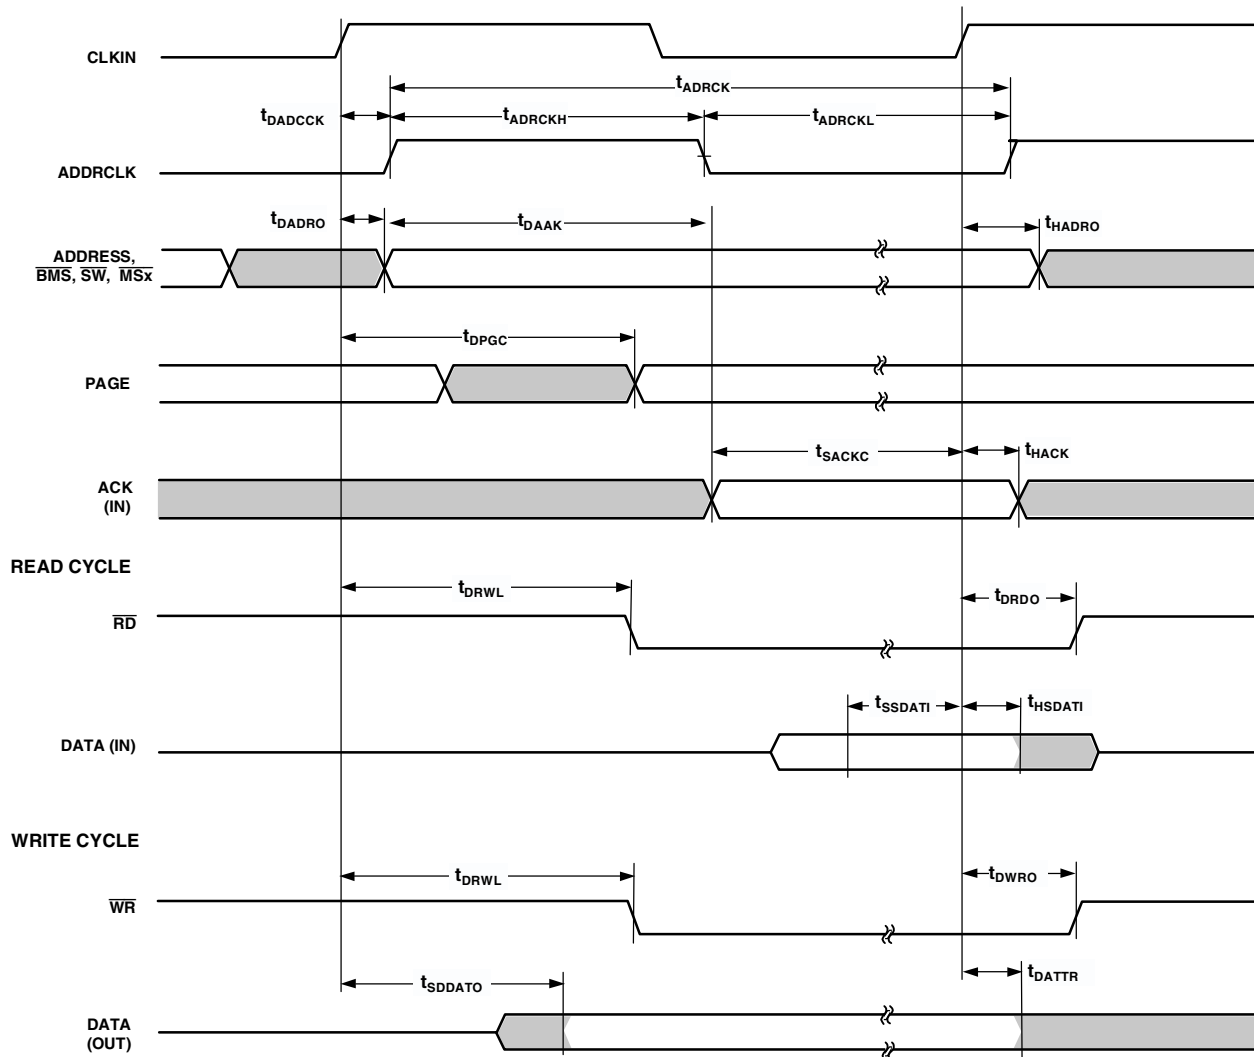 CLKIN
tADRCK
tDADCCK
tADRCKH
tADRCKL
ADDRCLK
tDADRO
tDAAK
tHADRO
ADDRESS,
BMS, SW, MSx
tDPGC
PAGE
tSACKC
tHACK
ACK
(IN)
READ CYCLE
tDRWL
tDRDO
RD
tSSDATI
tHSDATI
DATA (IN)
WRITE CYCLE
tDRWL
tDWRO
WR
tSDDATO
tDATTR
DATA
(OUT)